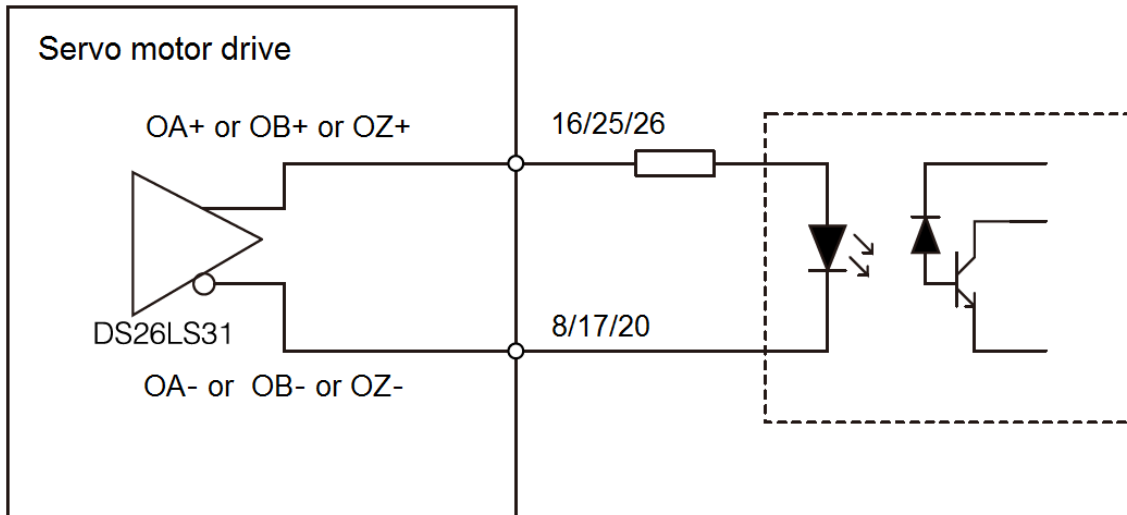 Servo motor drive
OA+ or OB+ or OZ+
16/25/26
DS26LS31
8/17/20
OA- or OB- or OZ-